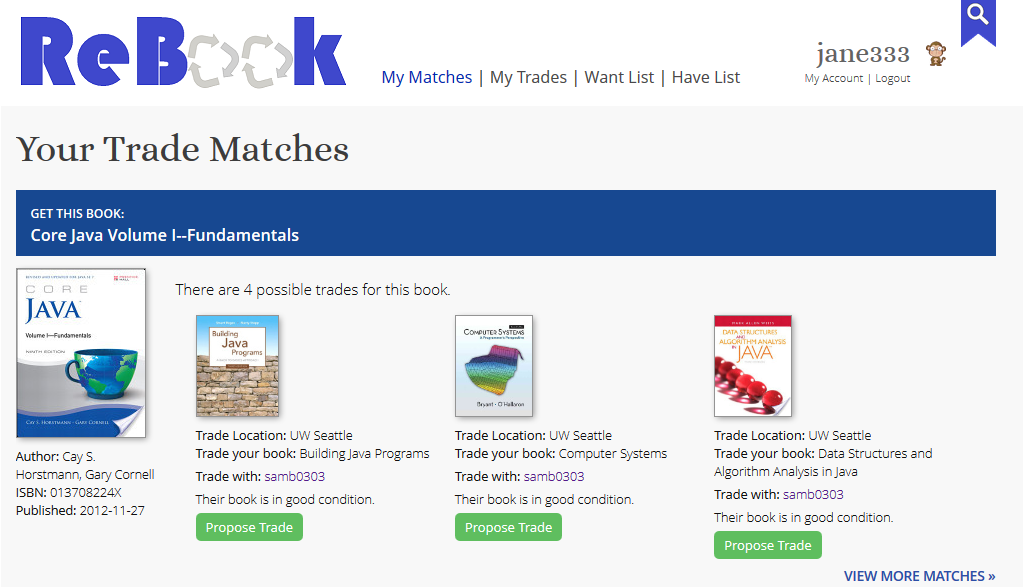 ReBook
My Matches | My Trades | Want List | Have List
jane333
My Account | Logout
Your Trade Matches
GET THIS BOOK:
Core Java Volume I--Fundamentals
There are 4 possible trades for this book.
CORE
JAVA
Volume I—Fundamentals
NINTH EDITION
CAY S. HORSTMANN • GARY CORNELL
Author: Cay S.
Horstmann, Gary Cornell
ISBN: 013708224X
Published: 2012-11-27
Building
Java
Programs
Trade Location: UW Seattle
Trade your book: Building Java Programs
Trade with: samb0303
Their book is in good condition.
Propose Trade
COMPUTER SYSTEMS
A Programmer's Perspective
Bryant • O'Hallaron
Trade Location: UW Seattle
Trade your book: Computer Systems
Trade with: samb0303
Their book is in good condition.
Propose Trade
MARK ALLEN WEISS
DATA STRUCTURES
AND
ALGORITHM ANALYSIS
IN JAVA
Trade Location: UW Seattle
Trade your book: Data Structures and
Algorithm Analysis in Java
Trade with: samb0303
Their book is in good condition.
Propose Trade
VIEW MORE MATCHES »